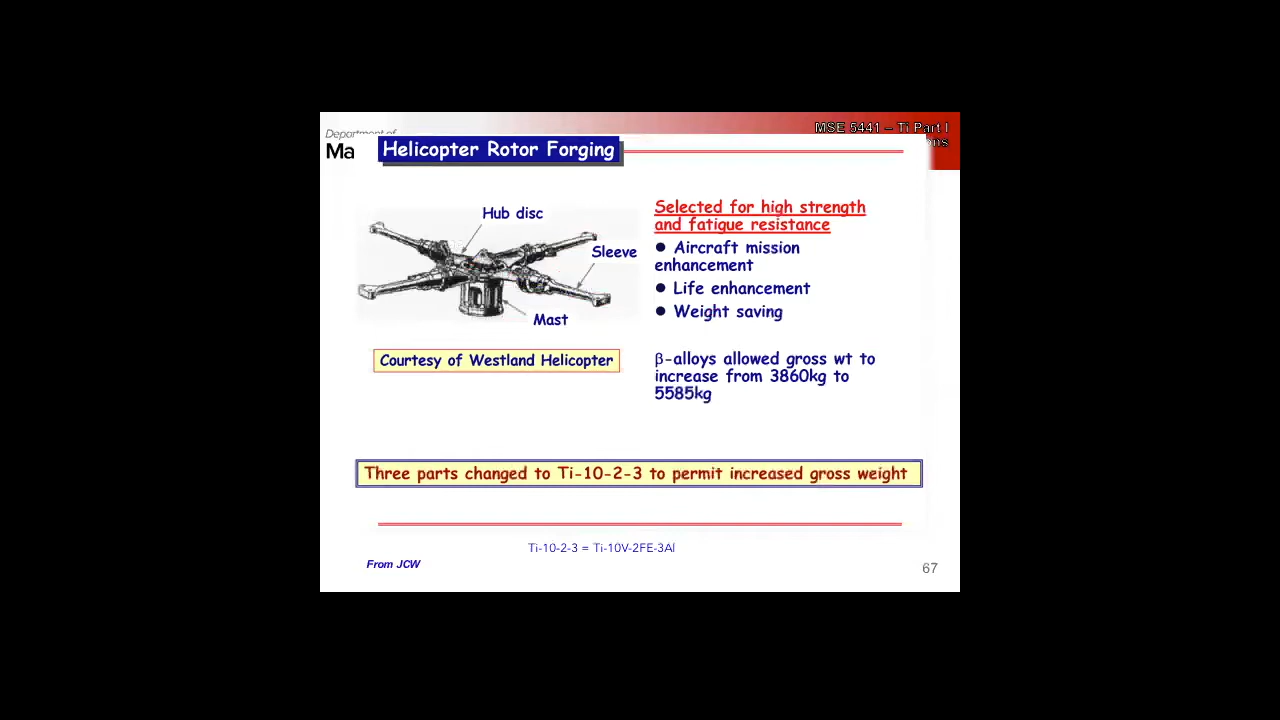 MSE 5441 – Ti Part I
Department of
Ma
ons
Helicopter Rotor Forging
Hub disc
Sleeve
Mast
Courtesy of Westland Helicopter
Selected for high strength
and fatigue resistance
● Aircraft mission
enhancement
● Life enhancement
● Weight saving
β-alloys allowed gross wt to
increase from 3860kg to
5585kg
Three parts changed to Ti-10-2-3 to permit increased gross weight
Ti-10-2-3 = Ti-10V-2FE-3Al
From JCW
67